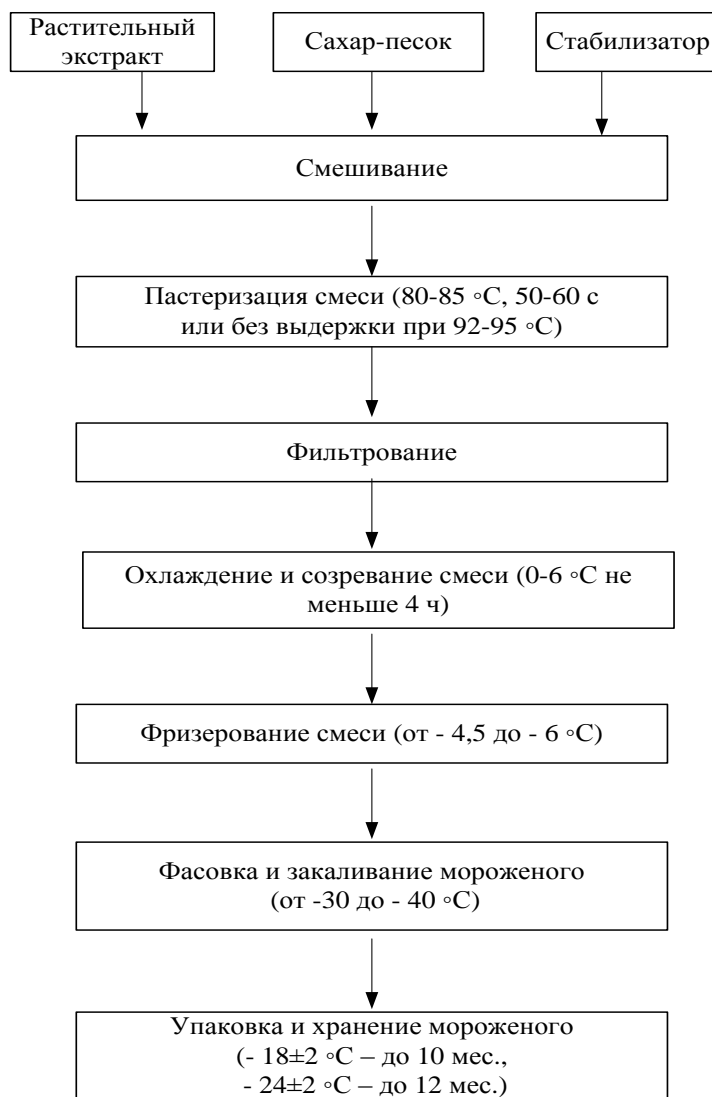 Растительный
экстракт
Сахар-песок
Стабилизатор
Смешивание
Пастеризация смеси (80-85 ◦С, 50-60 с
или без выдержки при 92-95 ◦С)
Фильтрование
Охлаждение и созревание смеси (0-6 ◦С не
меньше 4 ч)
Фризерование смеси (от - 4,5 до - 6 ◦С)
Фасовка и закаливание мороженого
(от -30 до - 40 ◦С)
Упаковка и хранение мороженого
(- 18±2 ◦С – до 10 мес.,
- 24±2 ◦С – до 12 мес.)